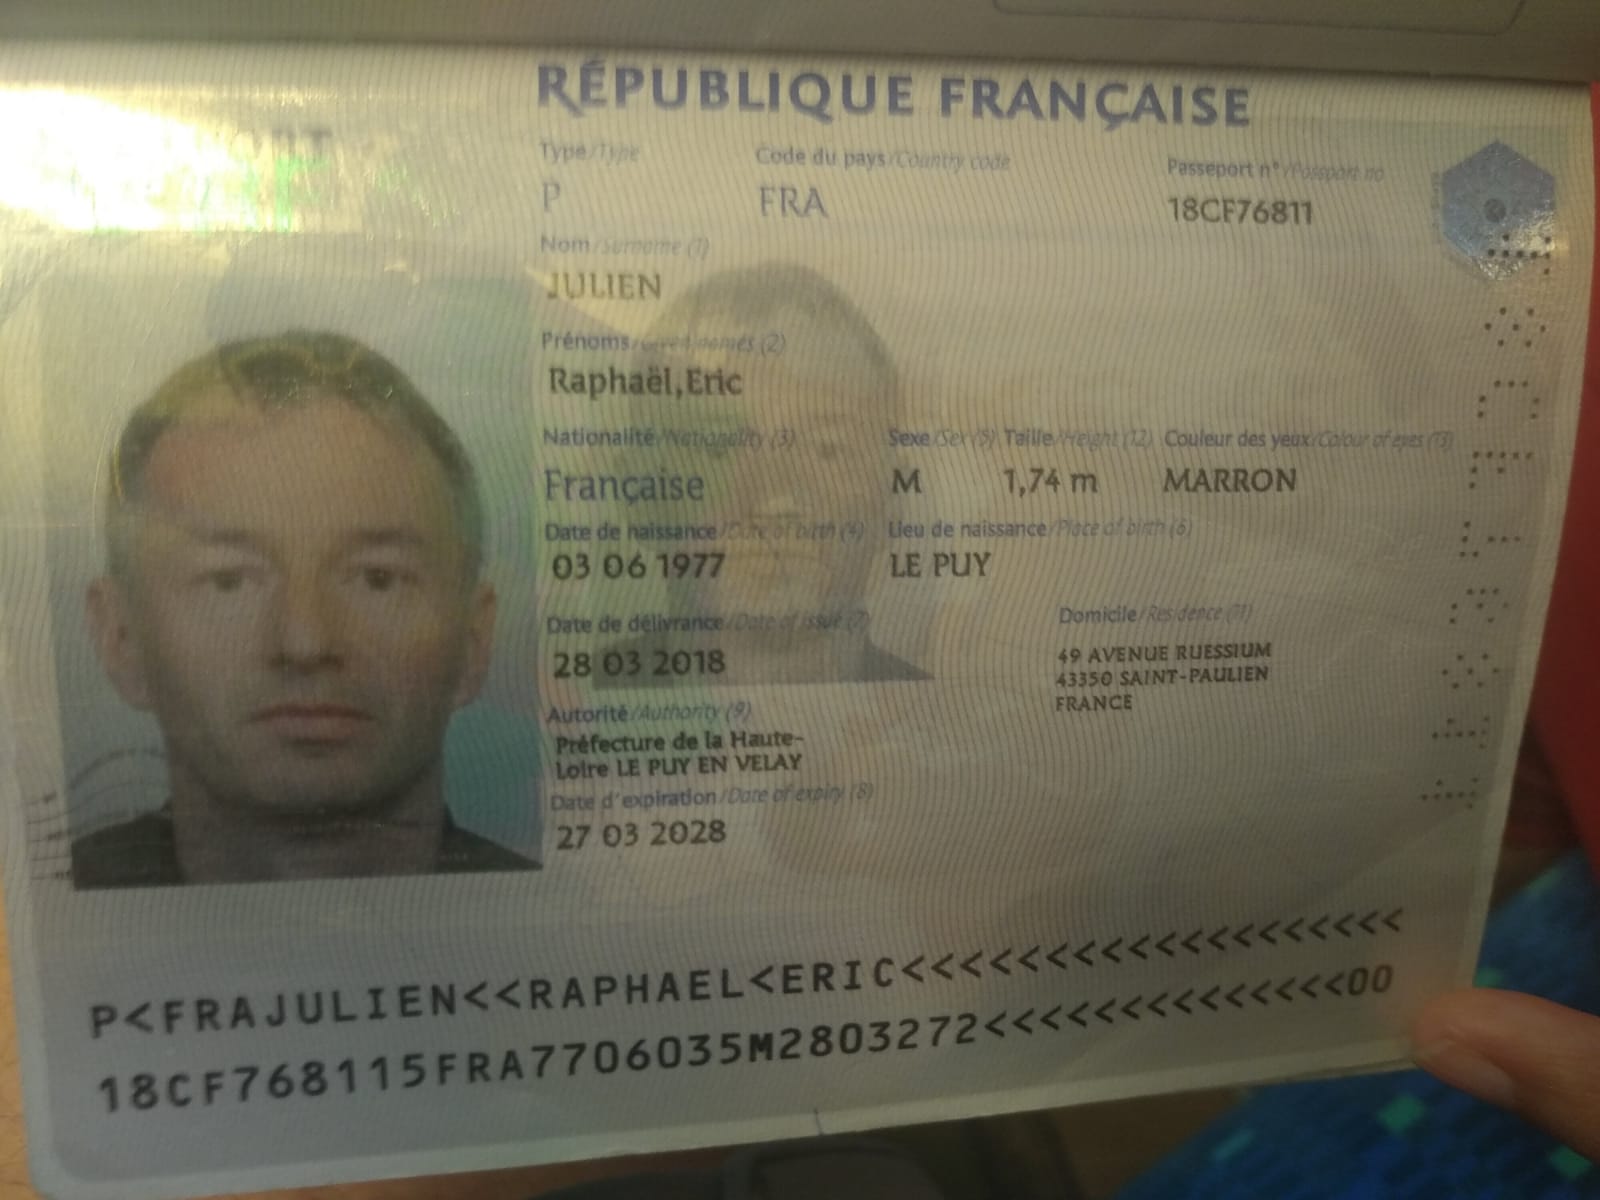 RÉPUBLIQUE FRANÇAISE
Type/Type Code du pays/Country code Passeport n°/Passport no
P FRA 18CF76811
Nom/Surname (1)
JULIEN
Prénoms/Given names (2)
Raphaël,Eric
Nationalité/Nationality (3) Sexe/Sex (5) Taille/Height (12) Couleur des yeux/Colour of eyes (13)
Française M 1,74 m MARRON
Date de naissance/Date of birth (4) Lieu de naissance/Place of birth (6)
03 06 1977 LE PUY
Date de délivrance/Date of issue (7) Domicile/Residence (11)
28 03 2018
49 AVENUE RUESSIUM
43350 SAINT-PAULIEN
FRANCE
Autorité/Authority (9)
Préfecture de la Haute-
Loire LE PUY EN VELAY
Date d'expiration/Date of expiry (8)
27 03 2028
P<FRAJULIEN<<RAPHAEL<ERIC<<<<<<<<<<<<<<<<<<<
18CF768115FRA7706035M2803272<<<<<<<<<<<<<<00